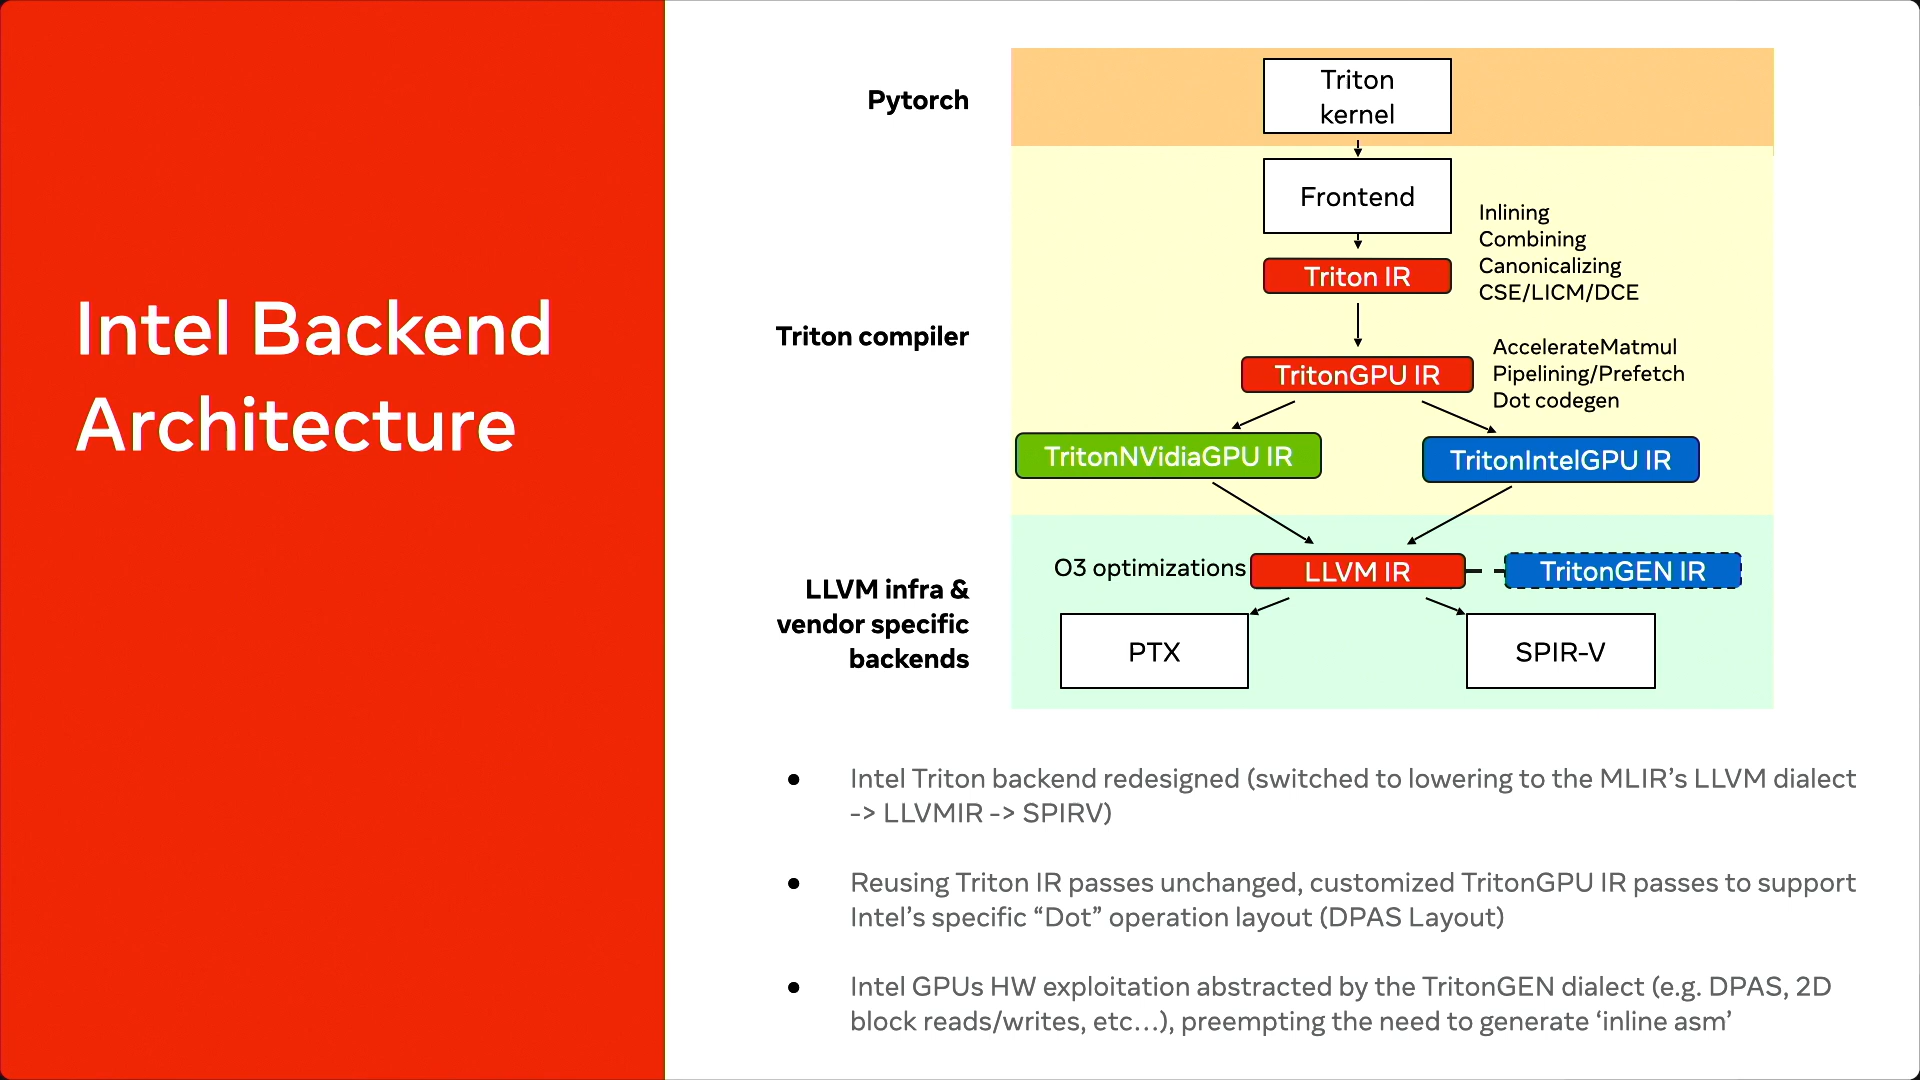 Intel Backend
Architecture
Pytorch
Triton
kernel
Frontend
Inlining
Combining
Canonicalizing
CSE/LICM/DCE
Triton IR
Triton compiler
TritonGPU IR
AccelerateMatmul
Pipelining/Prefetch
Dot codegen
TritonNVidiaGPU IR
TritonIntelGPU IR
O3 optimizations
LLVM IR
TritonGEN IR
LLVM infra &
vendor specific
backends
PTX
SPIR-V
● Intel Triton backend redesigned (switched to lowering to the MLIR’s LLVM dialect
-> LLVMIR -> SPIRV)
● Reusing Triton IR passes unchanged, customized TritonGPU IR passes to support
Intel’s specific “Dot” operation layout (DPAS Layout)
● Intel GPUs HW exploitation abstracted by the TritonGEN dialect (e.g. DPAS, 2D
block reads/writes, etc…), preempting the need to generate ‘inline asm’